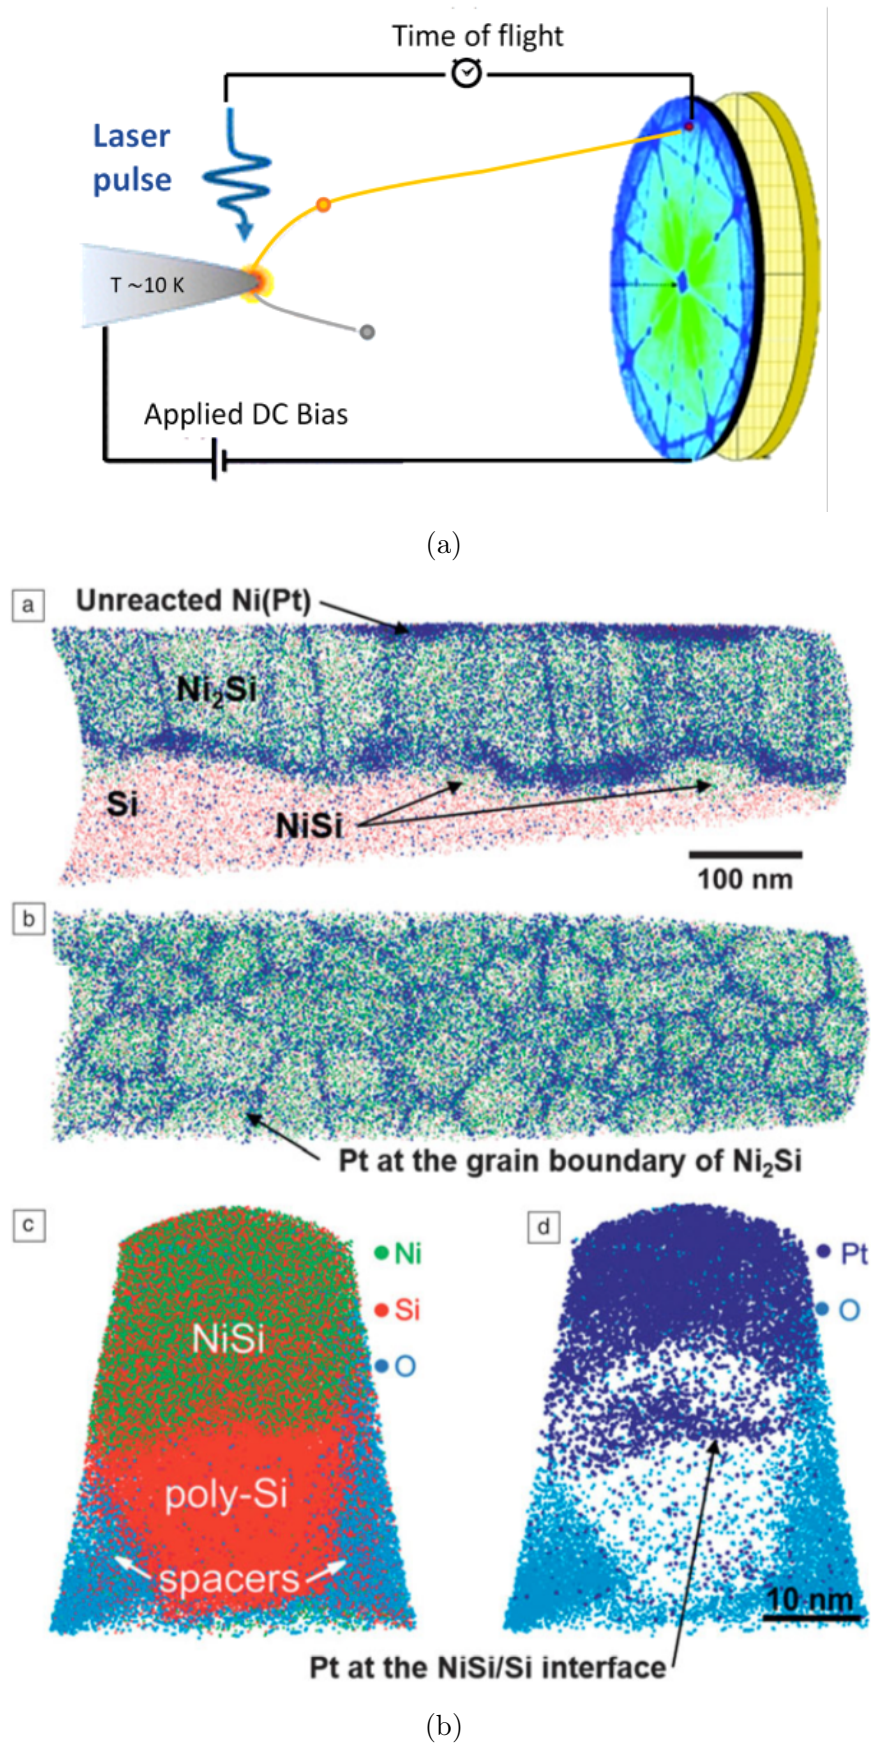 Time of flight
Laser
pulse
T ~10 K
Applied DC Bias
(a)
a
Unreacted Ni(Pt)
Ni₂Si
Si
NiSi
100 nm
b
Pt at the grain boundary of Ni₂Si
c
Ni
Si
O
NiSi
poly-Si
spacers
d
Pt
O
10 nm
Pt at the NiSi/Si interface
(b)